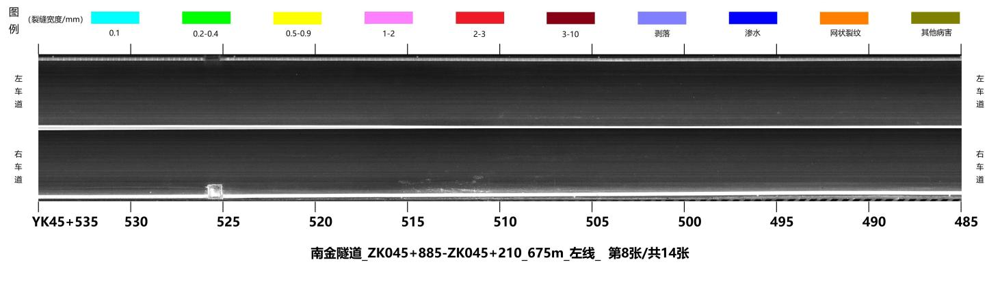 图例 (裂缝宽度/mm) 0.1 0.2-0.4 0.5-0.9 1-2 2-3 3-10 剥落 渗水 网状裂纹 其他病害
左车道 左车道
右车道 右车道
YK45+535 530 525 520 515 510 505 500 495 490 485
南金隧道_ZK045+885-ZK045+210_675m_左线_ 第8张/共14张